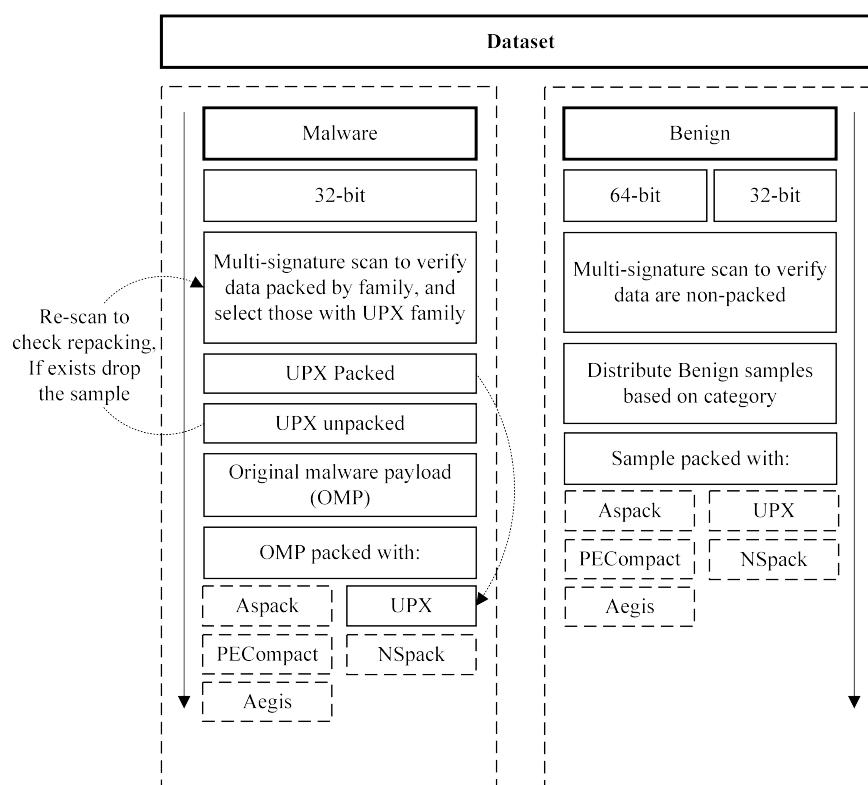 Dataset
Malware
32-bit
Multi-signature scan to verify
data packed by family, and
select those with UPX family
Re-scan to
check repacking,
If exists drop
the sample
UPX Packed
UPX unpacked
Original malware payload
(OMP)
OMP packed with:
Aspack
UPX
PECompact
NSpack
Aegis
Benign
64-bit
32-bit
Multi-signature scan to verify
data are non-packed
Distribute Benign samples
based on category
Sample packed with:
Aspack
UPX
PECompact
NSpack
Aegis